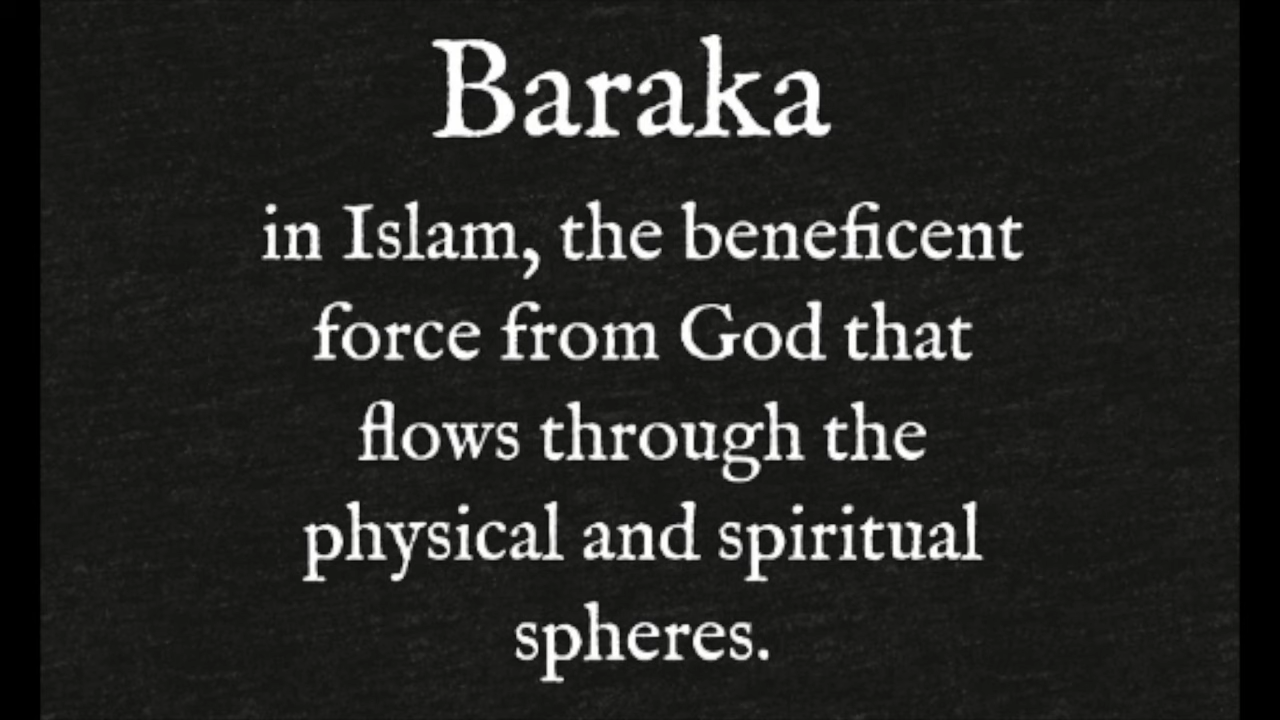 Baraka
in Islam, the beneficent
force from God that
flows through the
physical and spiritual
spheres.